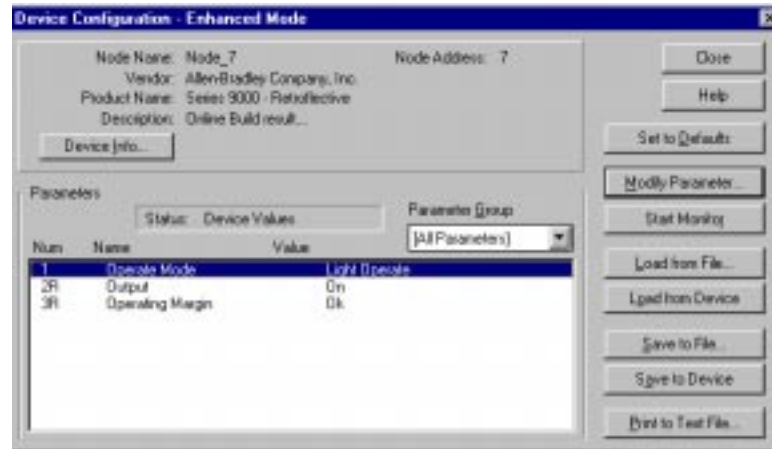 Device Configuration - Enhanced Mode
Node Name: Node_7
Node Address: 7
Vendor: Allen-Bradley Company, Inc.
Product Name: Series 9000 - Retroflective
Description: Online Build result...
Device Info...
Close
Help
Set to Defaults
Modify Parameter...
Start Monitor
Load from File...
Load from Device
Save to File...
Save to Device
Print to Text File...
Parameters
Status: Device Values
Parameter Group
[All Parameters]
Num Name Value
1 Operate Mode Light Operate
2R Output On
3R Operating Margin Ok